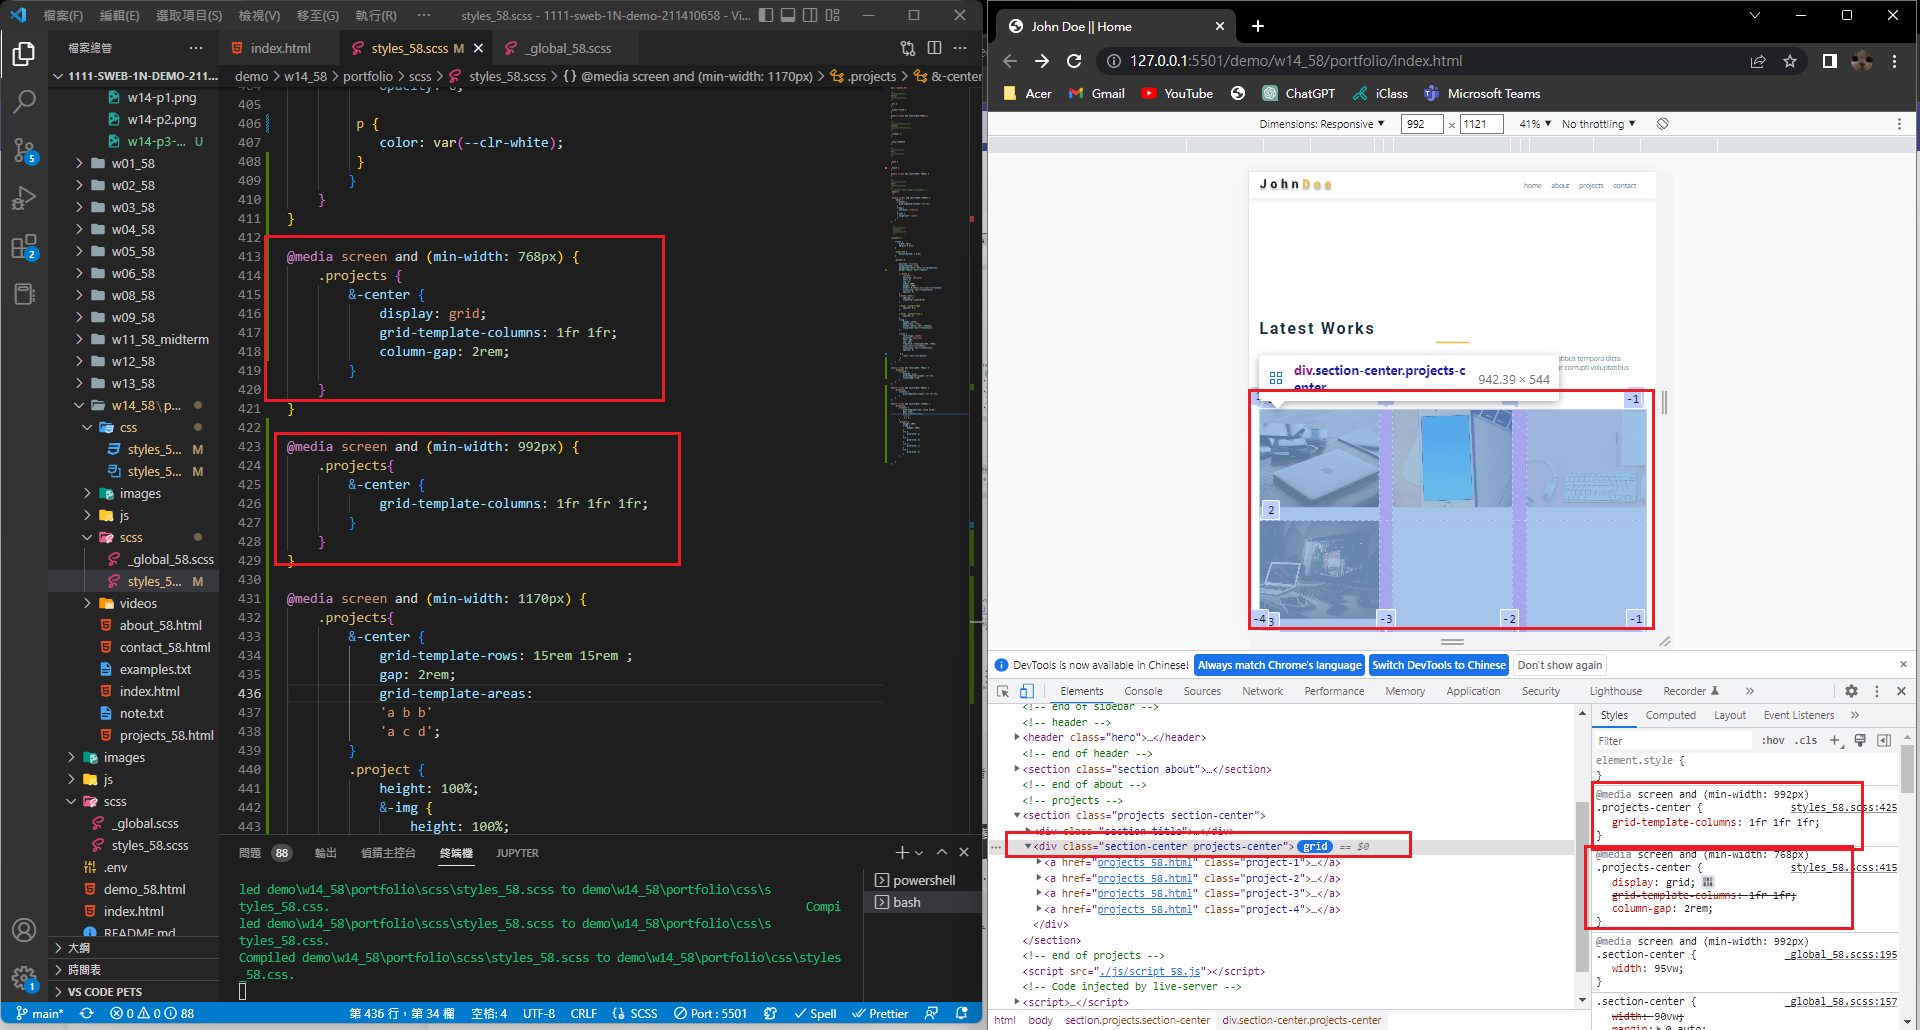 檔案(F) 編輯(E) 選取項目(S) 檢視(V) 移至(G) 執行(R) ··· styles_58.scss - 1111-sweb-1N-demo-211410658 - Vi...
檔案總管 ···
index.html styles_58.scss M _global_58.scss
demo > w14_58 > portfolio > scss > styles_58.scss > {} @media screen and (min-width: 1170px) > .projects > &-center
1111-SWEB-1N-DEMO-211...
w14-p1.png
w14-p2.png
w14-p3-... U
w01_58
w02_58
w03_58
w04_58
w05_58
w06_58
w08_58
w09_58
w11_58_midterm
w12_58
w13_58
w14_58\p...
css
styles_5... M
styles_5... M
images
js
scss
_global_58.scss
styles_5... M
videos
about_58.html
contact_58.html
examples.txt
index.html
note.txt
projects_58.html
images
js
scss
_global.scss
styles_58.scss
.env
demo_58.html
index.html
README.md
大綱
時間表
VS CODE PETS
405
406 p {
407 color: var(--clr-white);
408 }
409 }
410 }
411 }
412
413 @media screen and (min-width: 768px) {
414 .projects {
415 &-center {
416 display: grid;
417 grid-template-columns: 1fr 1fr;
418 column-gap: 2rem;
419 }
420 }
421 }
422
423 @media screen and (min-width: 992px) {
424 .projects{
425 &-center {
426 grid-template-columns: 1fr 1fr 1fr;
427 }
428 }
429 }
430
431 @media screen and (min-width: 1170px) {
432 .projects{
433 &-center {
434 grid-template-rows: 15rem 15rem ;
435 gap: 2rem;
436 grid-template-areas:
437 'a b b'
438 'a c d';
439 }
440 .project {
441 height: 100%;
442 &-img {
443 height: 100%;
問題 88 輸出 偵錯主控台 終端機 JUPYTER
led demo\w14_58\portfolio\scss\styles_58.scss to demo\w14_58\portfolio\css\s
tyles_58.css. Compi
led demo\w14_58\portfolio\scss\styles_58.scss to demo\w14_58\portfolio\css\s
tyles_58.css.
Compiled demo\w14_58\portfolio\scss\styles_58.scss to demo\w14_58\portfolio\css\styles
_58.css.
powershell
bash
main* 0 0 88 第 436 行，第 34 欄 空格: 4 UTF-8 CRLF {} SCSS Port : 5501 Spell Prettier
John Doe || Home
127.0.0.1:5501/demo/w14_58/portfolio/index.html
Acer Gmail YouTube ChatGPT iClass Microsoft Teams
Dimensions: Responsive 992 × 1121 41% No throttling
JohnDoe home about projects contact
Latest Works
div.section-center.projects-c
enter 942.39 × 544
-1
2
-4 3 -3 -2 -1
DevTools is now available in Chinese! Always match Chrome's language Switch DevTools to Chinese Don't show again
Elements Console Sources Network Performance Memory Application Security Lighthouse Recorder
<!-- end of sidebar -->
<!-- header -->
<header class="hero">…</header>
<!-- end of header -->
<section class="section about">…</section>
<!-- end of about -->
<!-- projects -->
<section class="projects section-center">
<div class="section-title">…</div>
<div class="section-center projects-center"> grid == $0
<a href="projects_58.html" class="project-1">…</a>
<a href="projects_58.html" class="project-2">…</a>
<a href="projects_58.html" class="project-3">…</a>
<a href="projects_58.html" class="project-4">…</a>
</div>
</section>
<!-- end of projects -->
<script src="./js/script_58.js"></script>
<!-- Code injected by live-server -->
<script>…</script>
html body section.projects.section-center div.section-center.projects-center
Styles Computed Layout Event Listeners
Filter :hov .cls +
element.style {
}
@media screen and (min-width: 992px)
.projects-center { styles_58.scss:425
grid-template-columns: 1fr 1fr 1fr;
}
@media screen and (min-width: 768px)
.projects-center { styles_58.scss:415
display: grid;
grid-template-columns: 1fr 1fr;
column-gap: 2rem;
}
@media screen and (min-width: 992px)
.section-center { _global_58.scss:195
width: 95vw;
}
.section-center { _global_58.scss:157
width: 90vw;
margin: 0 auto;